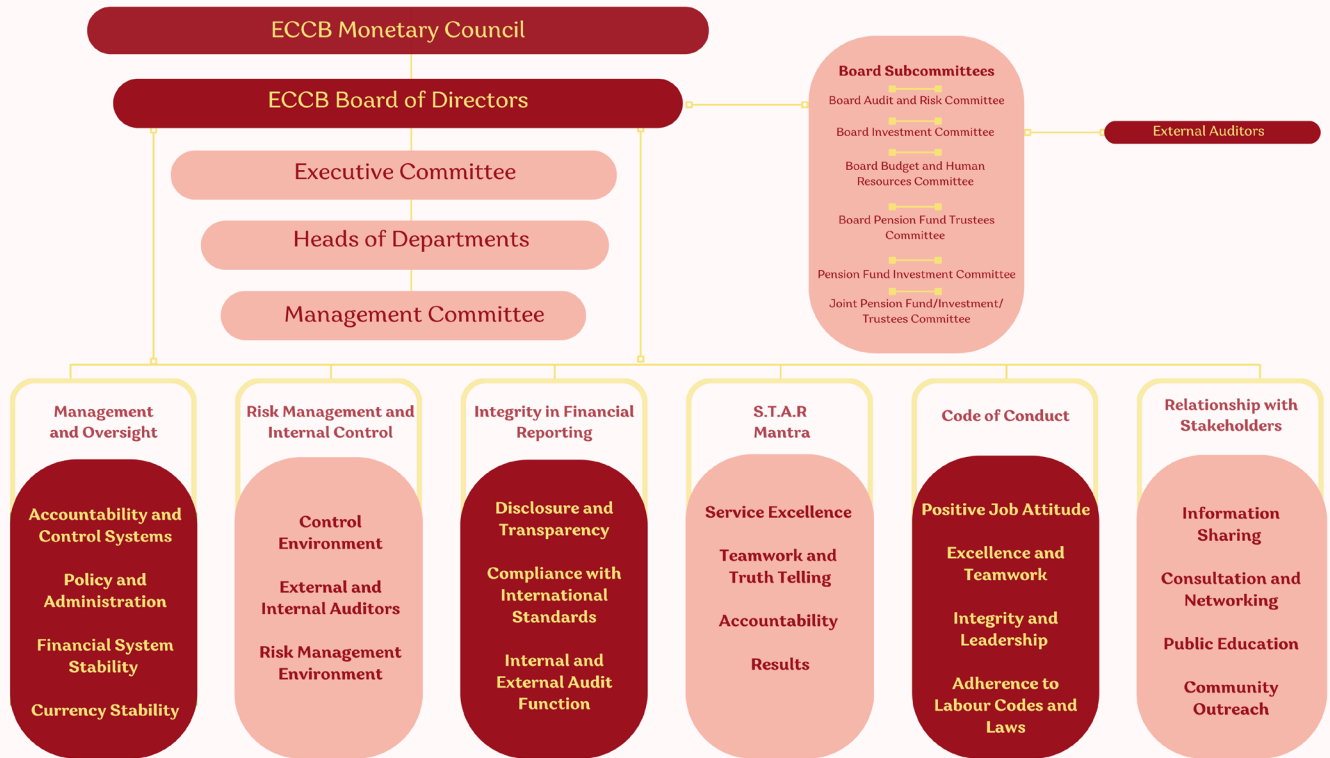 ECCB Monetary Council
ECCB Board of Directors
Executive Committee
Heads of Departments
Management Committee
Board Subcommittees
Board Audit and Risk Committee
Board Investment Committee
Board Budget and Human
Resources Committee
Board Pension Fund Trustees
Committee
Pension Fund Investment Committee
Joint Pension Fund/Investment/
Trustees Committee
External Auditors
Management
and Oversight
Accountability and
Control Systems
Policy and
Administration
Financial System
Stability
Currency Stability
Risk Management and
Internal Control
Control
Environment
External and
Internal Auditors
Risk Management
Environment
Integrity in Financial
Reporting
Disclosure and
Transparency
Compliance with
International
Standards
Internal and
External Audit
Function
S.T.A.R
Mantra
Service Excellence
Teamwork and
Truth Telling
Accountability
Results
Code of Conduct
Positive Job Attitude
Excellence and
Teamwork
Integrity and
Leadership
Adherence to
Labour Codes and
Laws
Relationship with
Stakeholders
Information
Sharing
Consultation and
Networking
Public Education
Community
Outreach